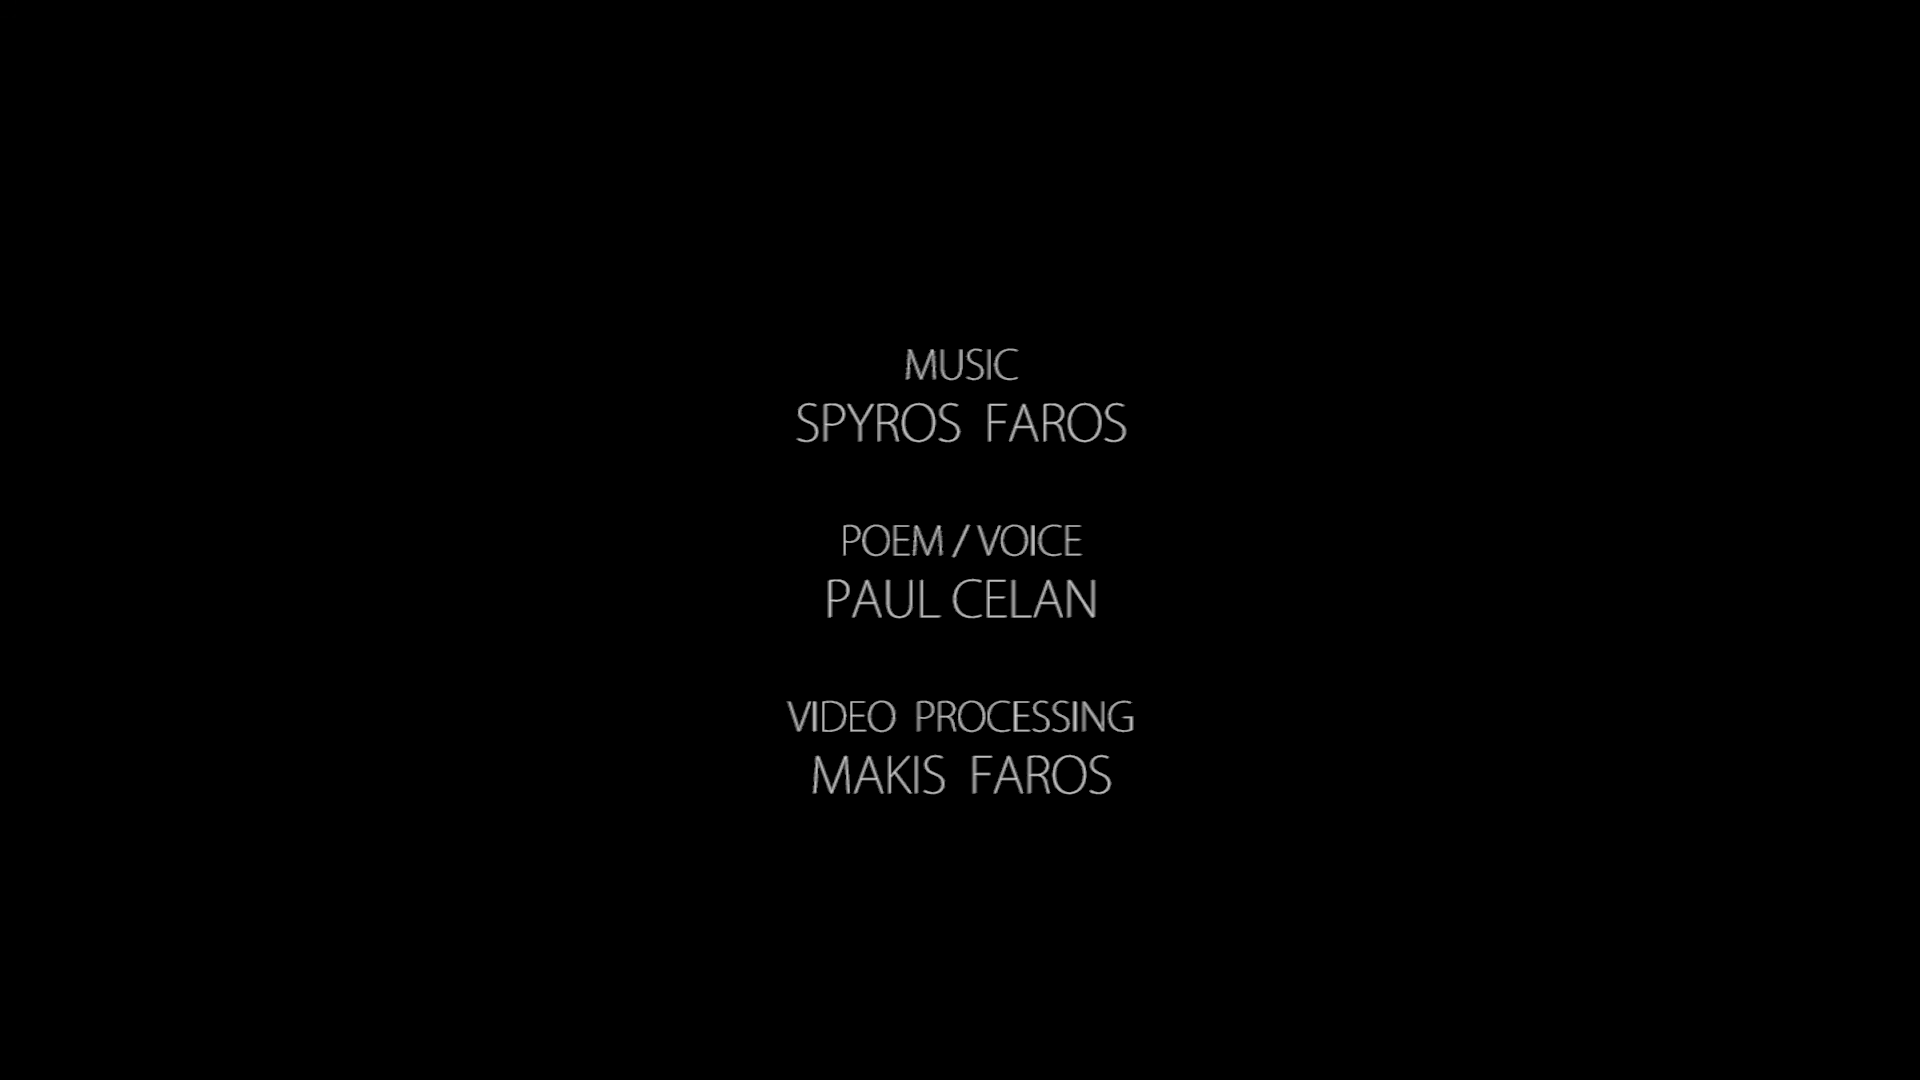 MUSIC
SPYROS FAROS
POEM / VOICE
PAUL CELAN
VIDEO PROCESSING
MAKIS FAROS